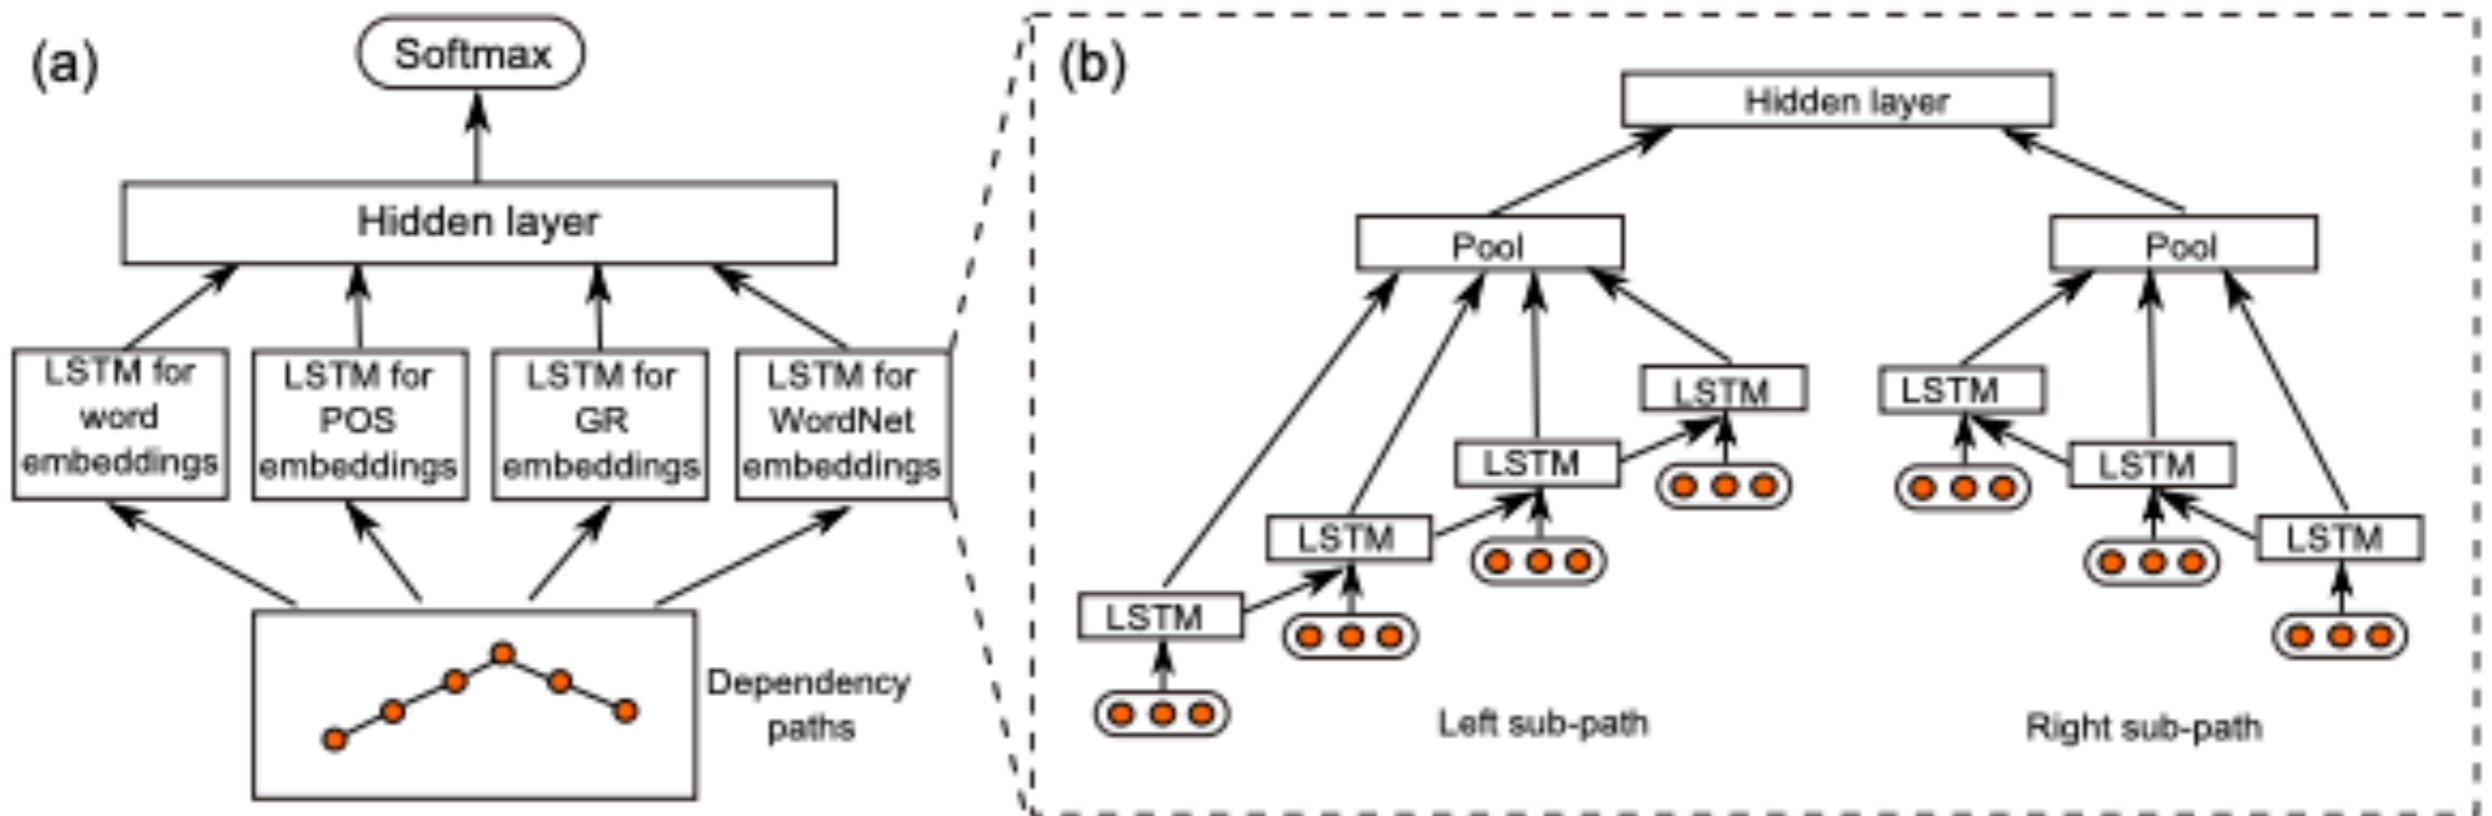 (a)
Softmax
Hidden layer
LSTM for
word
embeddings
LSTM for
POS
embeddings
LSTM for
GR
embeddings
LSTM for
WordNet
embeddings
Dependency
paths
(b)
Hidden layer
Pool
Pool
LSTM
LSTM
LSTM
LSTM
LSTM
LSTM
LSTM
Left sub-path
Right sub-path